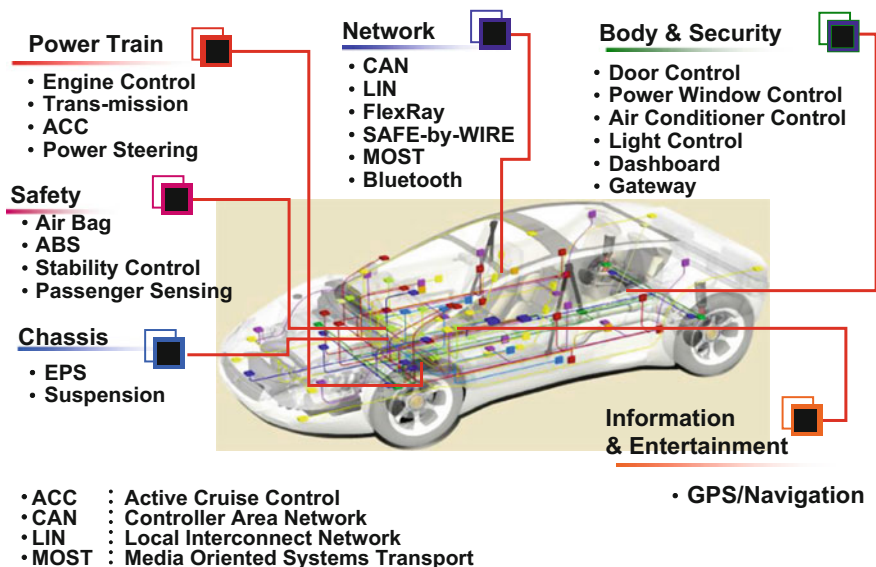 Power Train
• Engine Control
• Trans-mission
• ACC
• Power Steering
Network
• CAN
• LIN
• FlexRay
• SAFE-by-WIRE
• MOST
• Bluetooth
Body & Security
• Door Control
• Power Window Control
• Air Conditioner Control
• Light Control
• Dashboard
• Gateway
Safety
• Air Bag
• ABS
• Stability Control
• Passenger Sensing
Chassis
• EPS
• Suspension
Information
& Entertainment
• GPS/Navigation
• ACC : Active Cruise Control
• CAN : Controller Area Network
• LIN : Local Interconnect Network
• MOST : Media Oriented Systems Transport